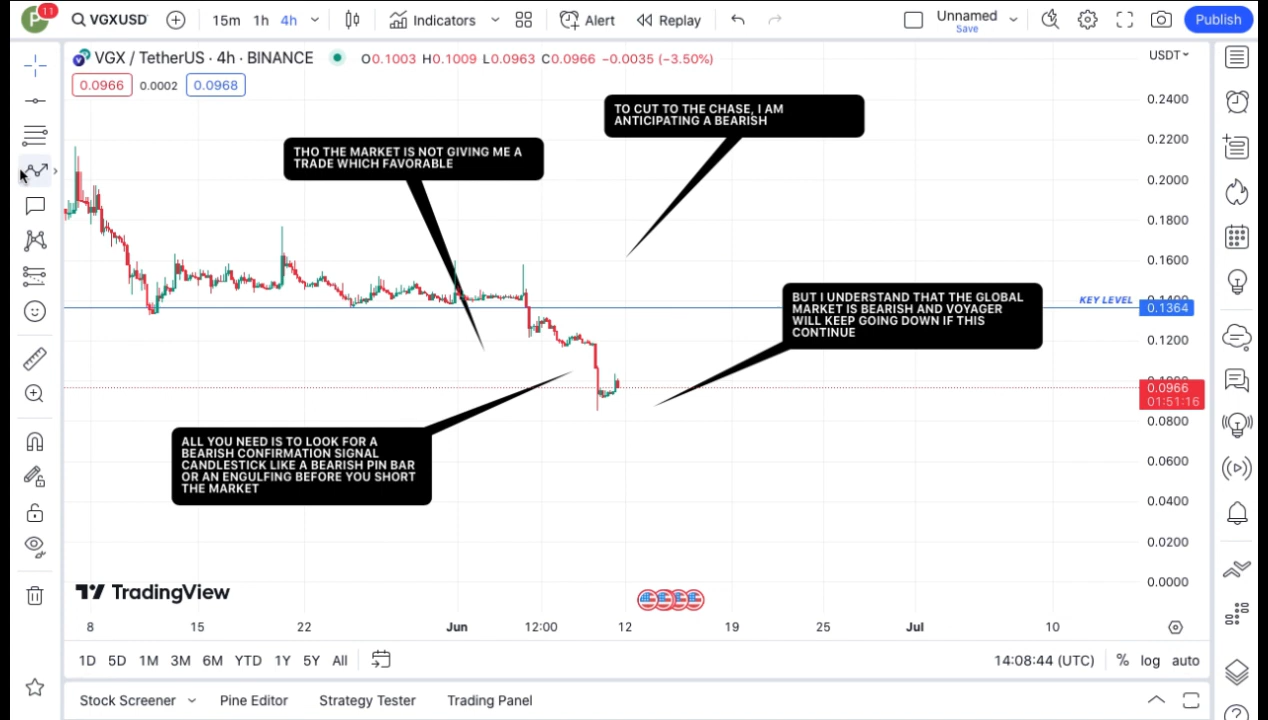 P 11 VGXUSD 15m 1h 4h Indicators Alert Replay Unnamed Save Publish
VGX / TetherUS · 4h · BINANCE O0.1003 H0.1009 L0.0963 C0.0966 −0.0035 (−3.50%) USDT
0.0966 0.0002 0.0968
TO CUT TO THE CHASE, I AM
ANTICIPATING A BEARISH
THO THE MARKET IS NOT GIVING ME A
TRADE WHICH FAVORABLE
BUT I UNDERSTAND THAT THE GLOBAL
MARKET IS BEARISH AND VOYAGER
WILL KEEP GOING DOWN IF THIS
CONTINUE
ALL YOU NEED IS TO LOOK FOR A
BEARISH CONFIRMATION SIGNAL
CANDLESTICK LIKE A BEARISH PIN BAR
OR AN ENGULFING BEFORE YOU SHORT
THE MARKET
0.2400
0.2200
0.2000
0.1800
0.1600
KEY LEVEL 0.1364
0.1200
0.0966
01:51:16
0.0800
0.0600
0.0400
0.0200
0.0000
TradingView
8 15 22 Jun 12:00 12 19 25 Jul 10
1D 5D 1M 3M 6M YTD 1Y 5Y All 14:08:44 (UTC) % log auto
Stock Screener Pine Editor Strategy Tester Trading Panel